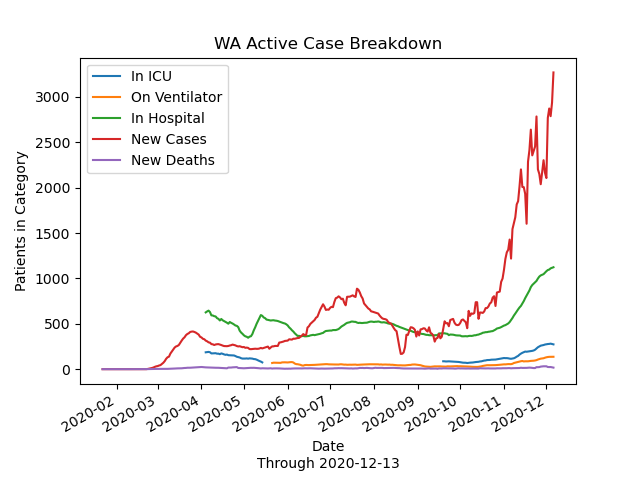 WA Active Case Breakdown
In ICU
On Ventilator
In Hospital
New Cases
New Deaths
Patients in Category
3000
2500
2000
1500
1000
500
0
2020-02
2020-03
2020-04
2020-05
2020-06
2020-07
2020-08
2020-09
2020-10
2020-11
2020-12
Date
Through 2020-12-13